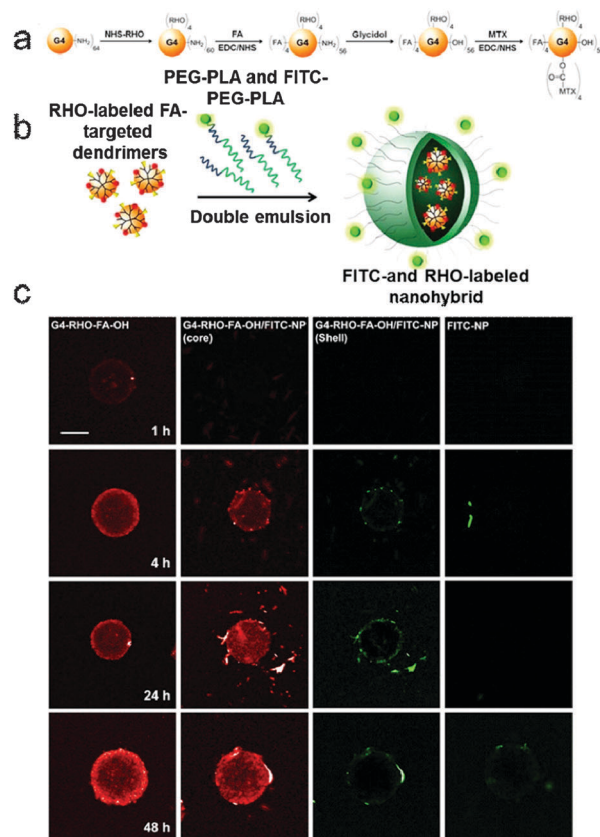 a
NHS-RHO
FA
EDC/NHS
Glycidol
MTX
EDC/NHS
G4 (NH₂)₆₄
(RHO)₄
G4 (NH₂)₆₀
(RHO)₄
(FA)₄ G4 (NH₂)₅₆
(RHO)₄
(FA)₄ G4 (OH)₅₆
(RHO)₄
(FA)₄ G4
O
(C=O
MTX)₄
b
RHO-labeled FA-
targeted
dendrimers
PEG-PLA and FITC-
PEG-PLA
Double emulsion
FITC-and RHO-labeled
nanohybrid
c
G4-RHO-FA-OH
G4-RHO-FA-OH/FITC-NP
(core)
G4-RHO-FA-OH/FITC-NP
(Shell)
FITC-NP
1 h
4 h
24 h
48 h